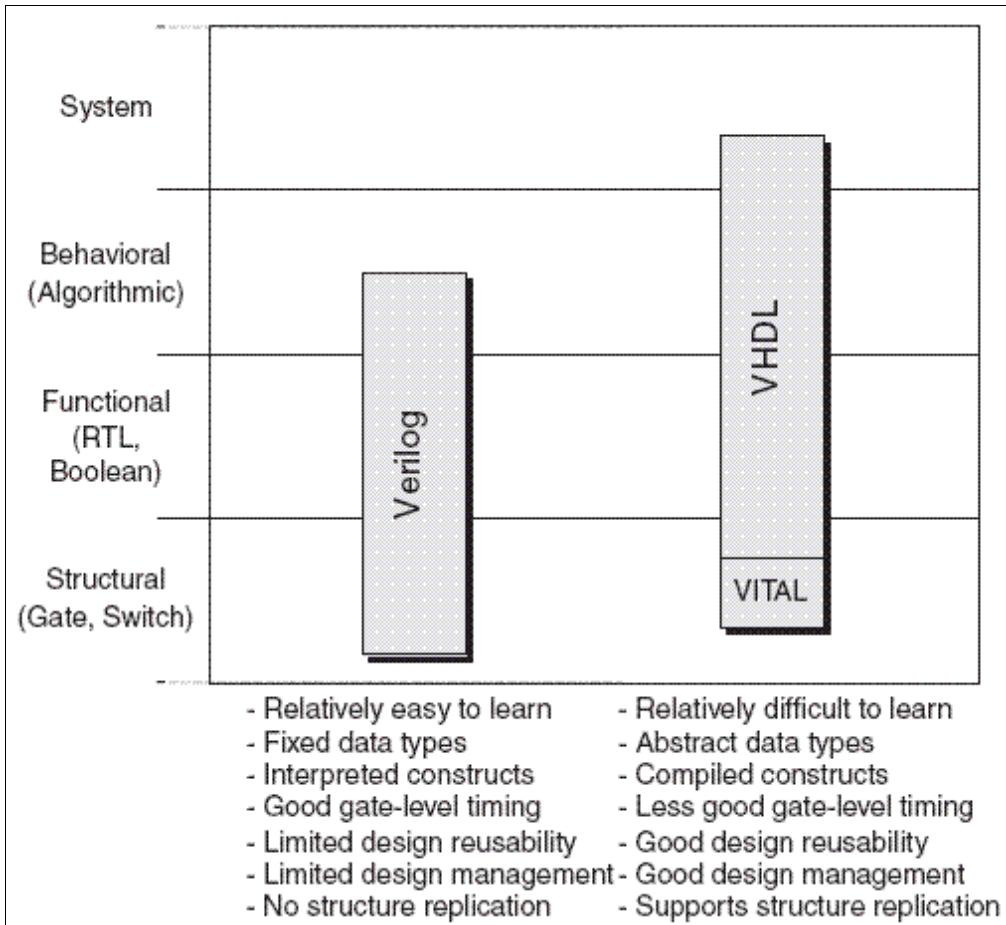 System
Behavioral
(Algorithmic)
Functional
(RTL,
Boolean)
Structural
(Gate, Switch)
Verilog
VHDL
VITAL
- Relatively easy to learn
- Fixed data types
- Interpreted constructs
- Good gate-level timing
- Limited design reusability
- Limited design management
- No structure replication
- Relatively difficult to learn
- Abstract data types
- Compiled constructs
- Less good gate-level timing
- Good design reusability
- Good design management
- Supports structure replication